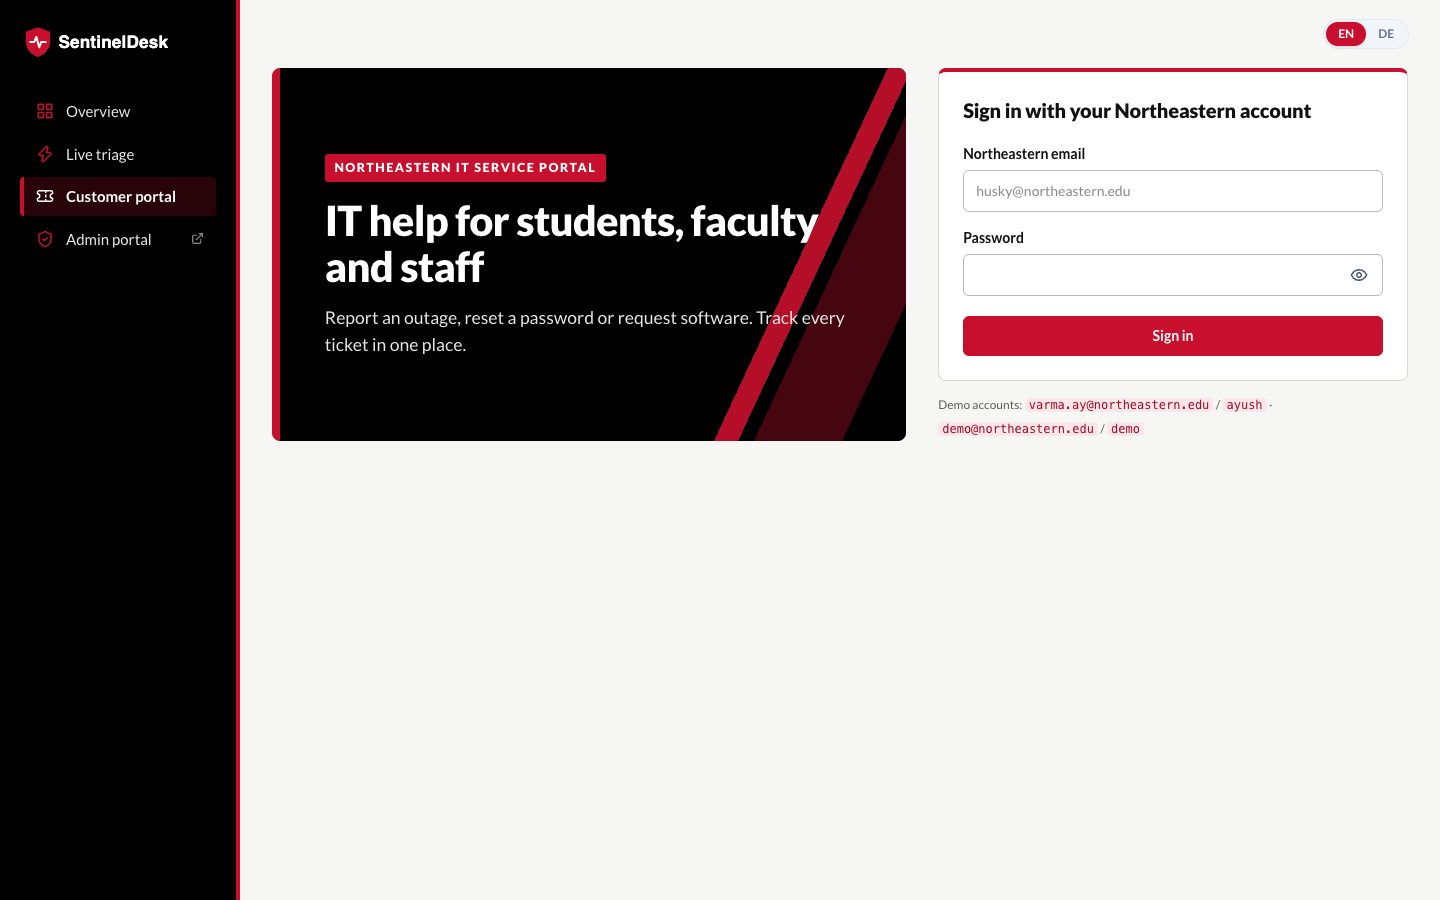 SentinelDesk
Overview
Live triage
Customer portal
Admin portal
EN DE
NORTHEASTERN IT SERVICE PORTAL
IT help for students, faculty
and staff
Report an outage, reset a password or request software. Track every
ticket in one place.
Sign in with your Northeastern account
Northeastern email
husky@northeastern.edu
Password
Sign in
Demo accounts: varma.ay@northeastern.edu / ayush ·
demo@northeastern.edu / demo